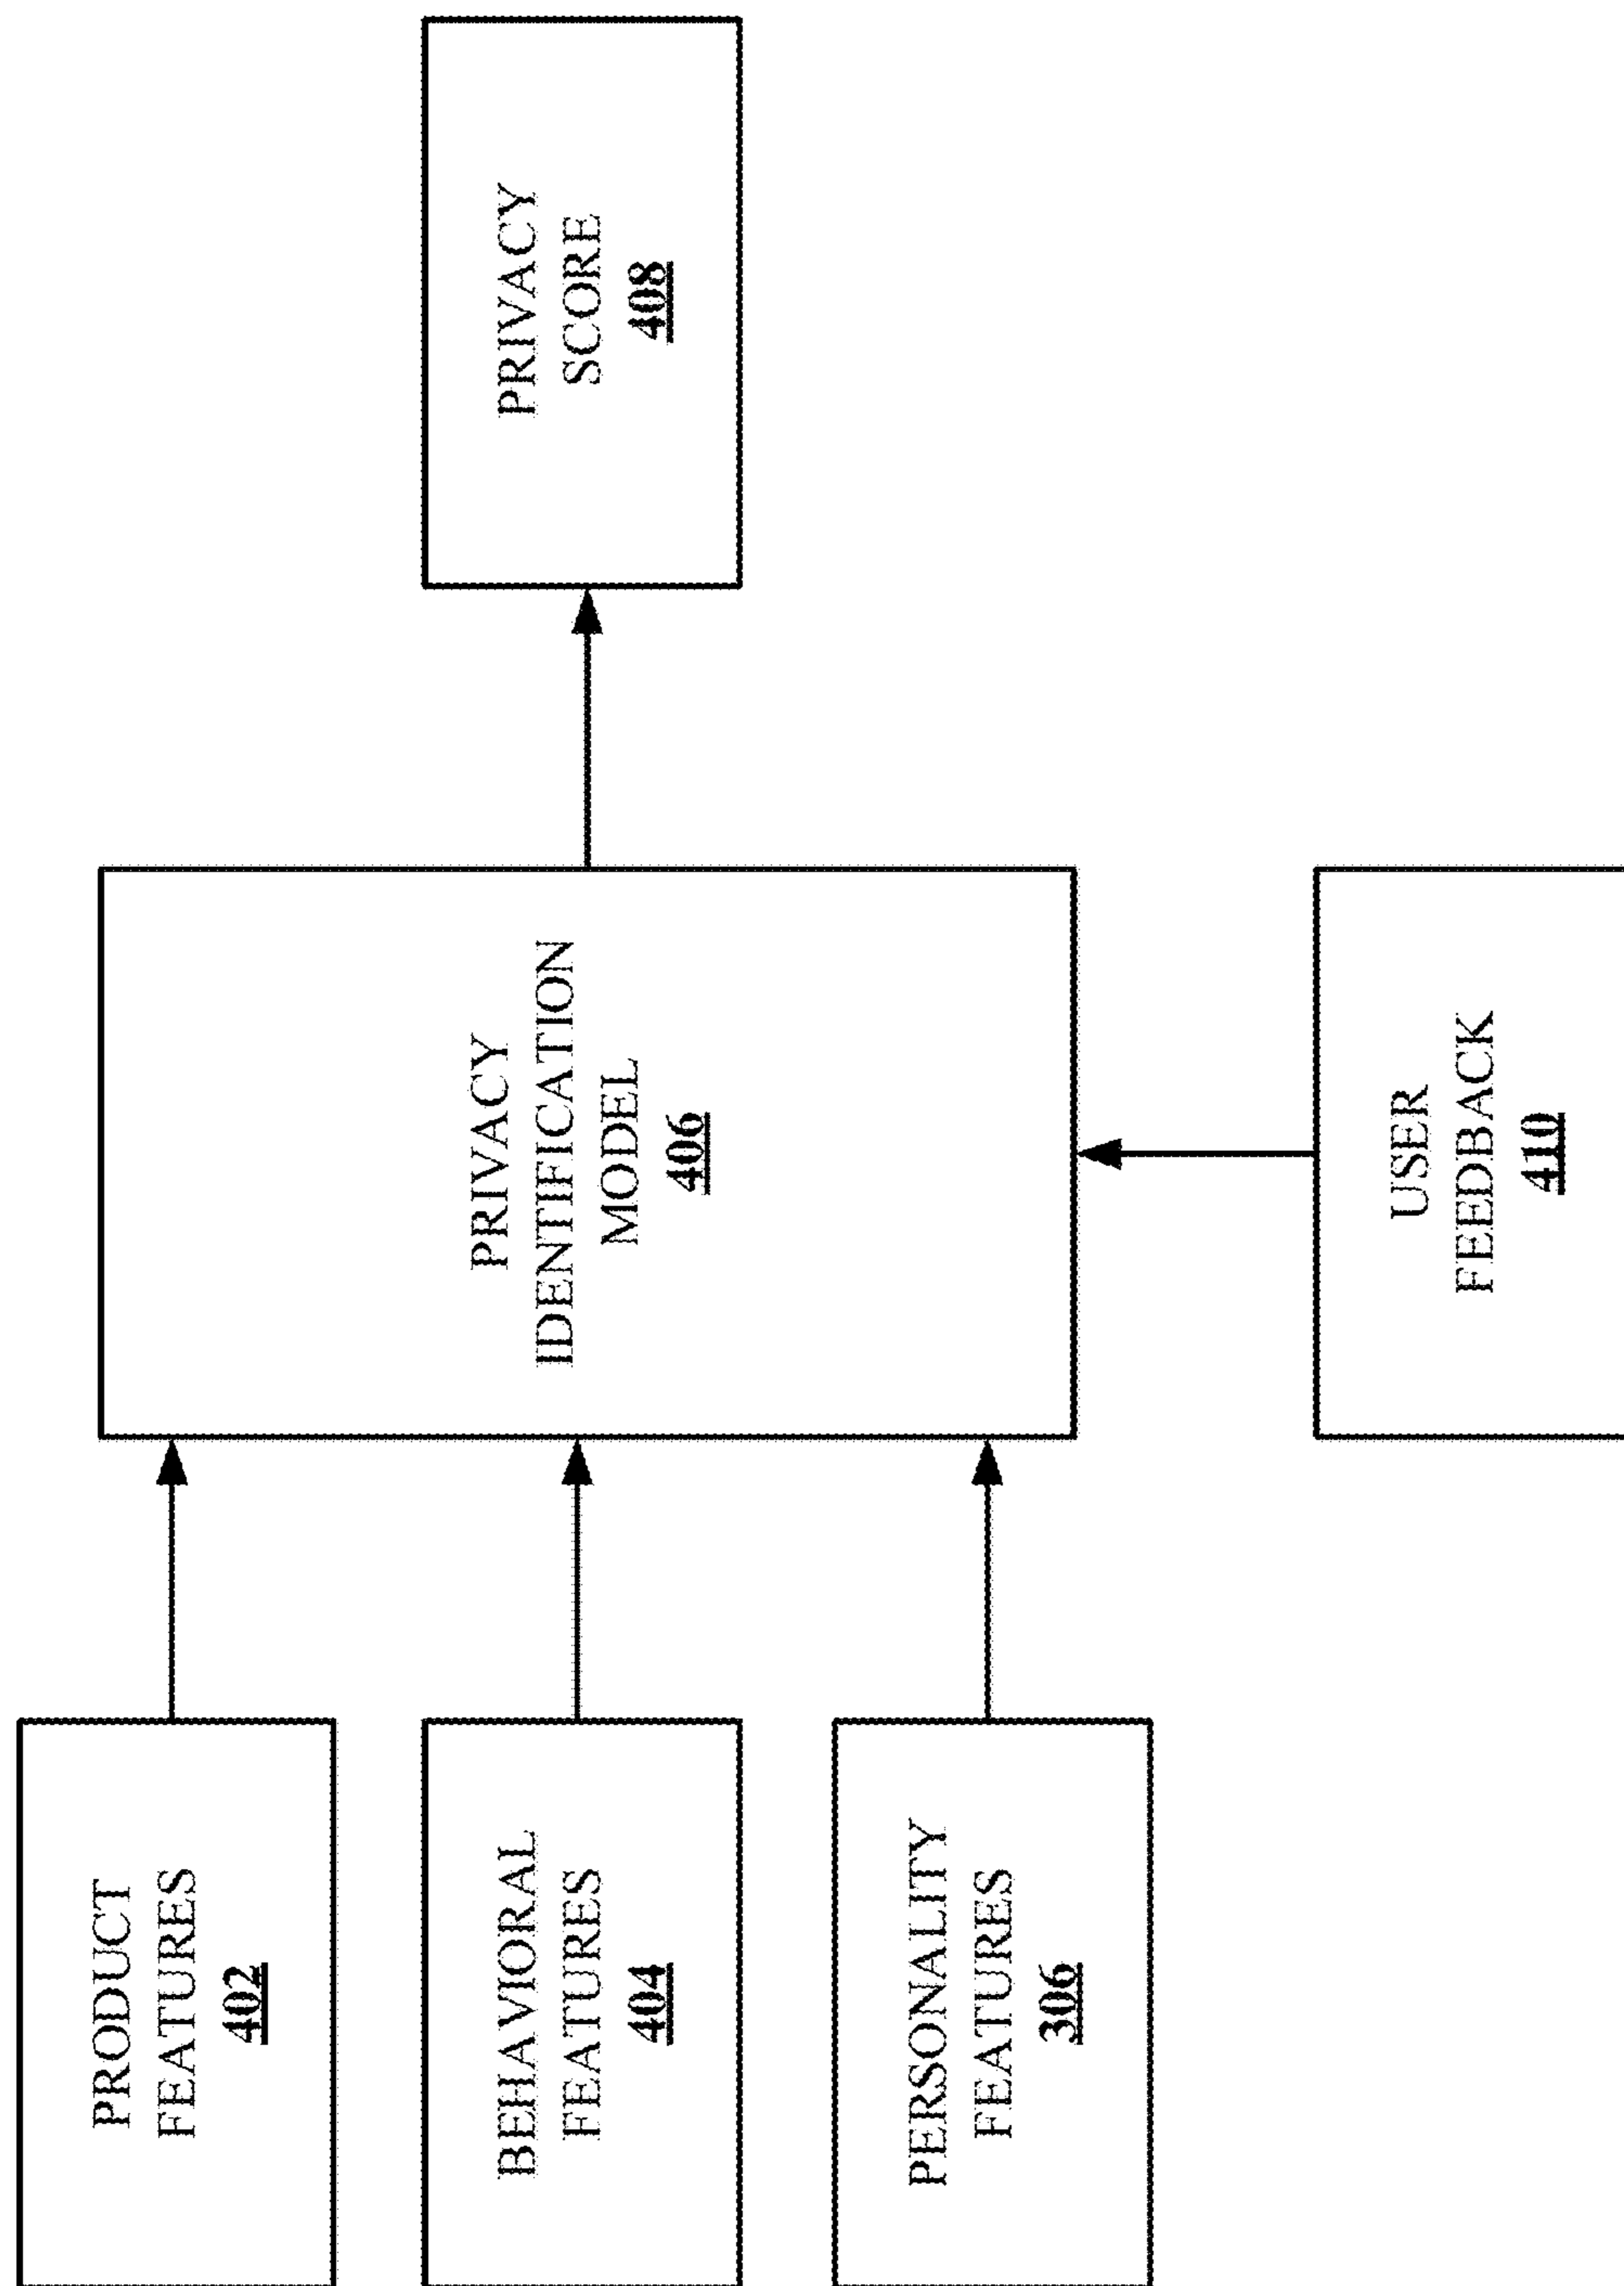 PRODUCT
FEATURES
402
BEHAVIORAL
FEATURES
404
PERSONALITY
FEATURES
306
PRIVACY
IDENTIFICATION
MODEL
406
USER
FEEDBACK
410
PRIVACY
SCORE
408